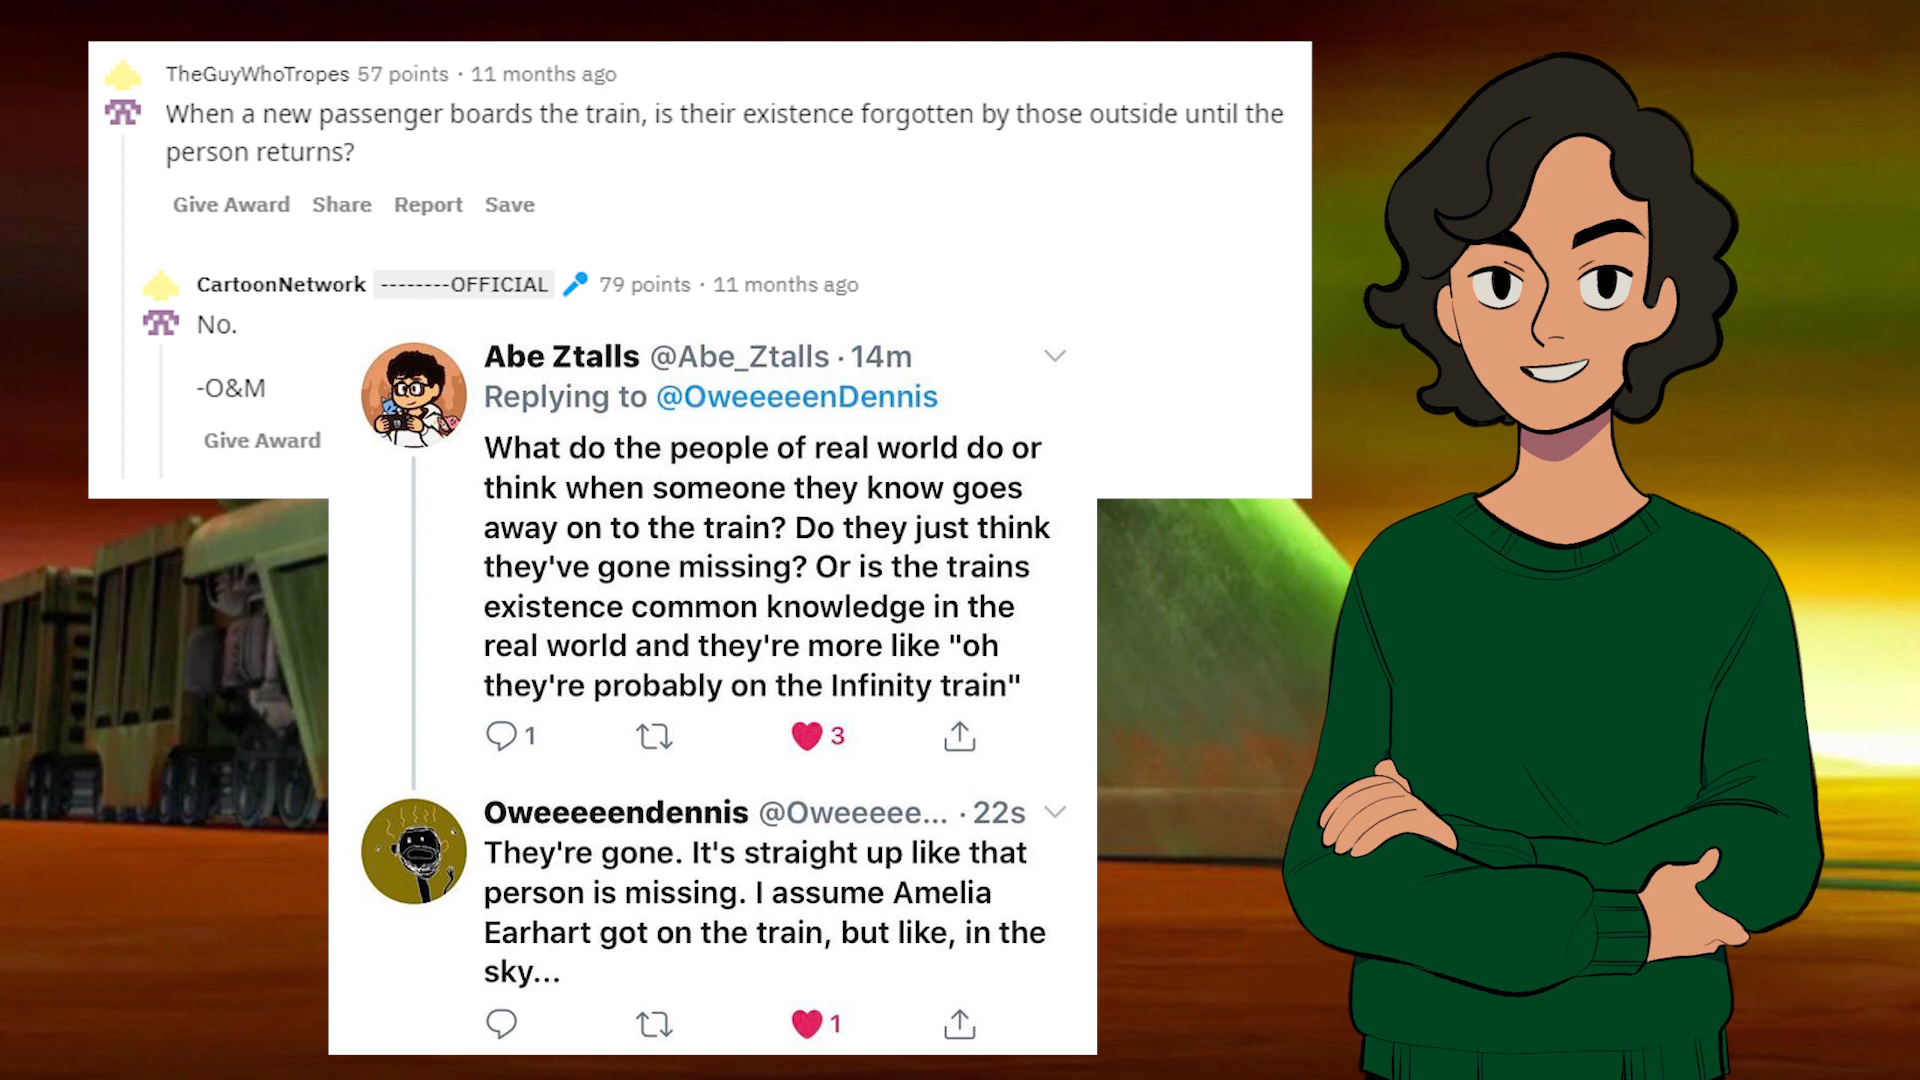 TheGuyWhoTropes 57 points · 11 months ago
When a new passenger boards the train, is their existence forgotten by those outside until the
person returns?
Give Award Share Report Save
CartoonNetwork --------OFFICIAL 79 points · 11 months ago
No.
-O&M
Give Award
Abe Ztalls @Abe_Ztalls · 14m
Replying to @OweeeeenDennis
What do the people of real world do or
think when someone they know goes
away on to the train? Do they just think
they've gone missing? Or is the trains
existence common knowledge in the
real world and they're more like "oh
they're probably on the Infinity train"
1 3
Oweeeeendennis @Oweeeee... · 22s
They're gone. It's straight up like that
person is missing. I assume Amelia
Earhart got on the train, but like, in the
sky...
1